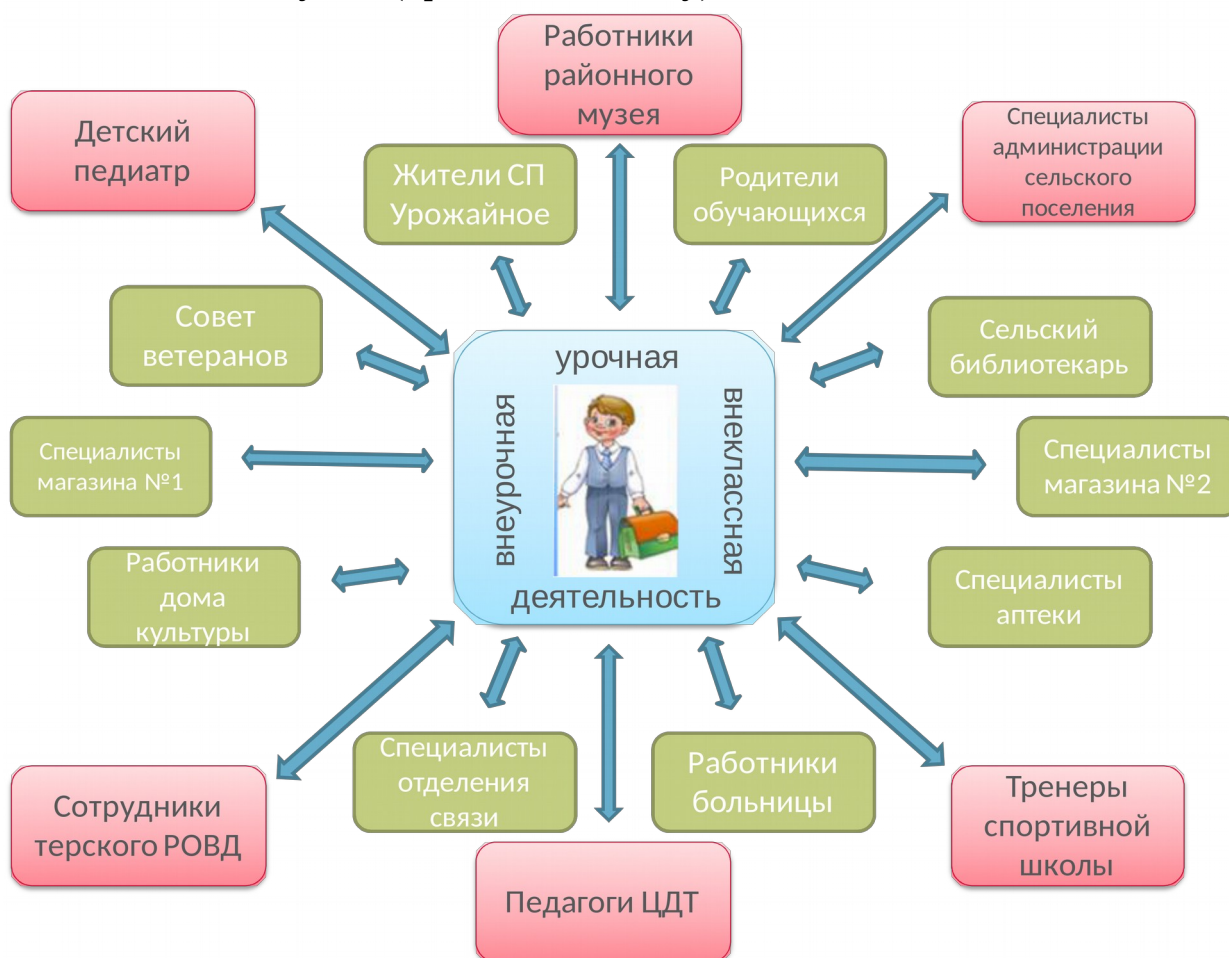 Работники
районного
музея
Детский
педиатр
Специалисты
администрации
сельского
поселения
Жители СП
Урожайное
Родители
обучающихся
Совет
ветеранов
Сельский
библиотекарь
урочная
внеурочная
внеклассная
деятельность
Специалисты
магазина №1
Специалисты
магазина №2
Работники
дома
культуры
Специалисты
аптеки
Специалисты
отделения
связи
Работники
больницы
Сотрудники
терского РОВД
Тренеры
спортивной
школы
Педагоги ЦДТ